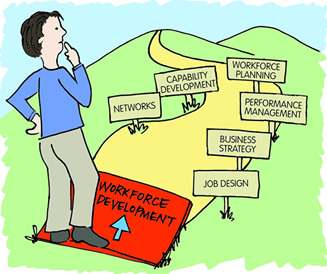 WORKFORCE
PLANNING
CAPABILITY
DEVELOPMENT
NETWORKS
PERFORMANCE
MANAGEMENT
BUSINESS
STRATEGY
JOB DESIGN
WORKFORCE
DEVELOPMENT